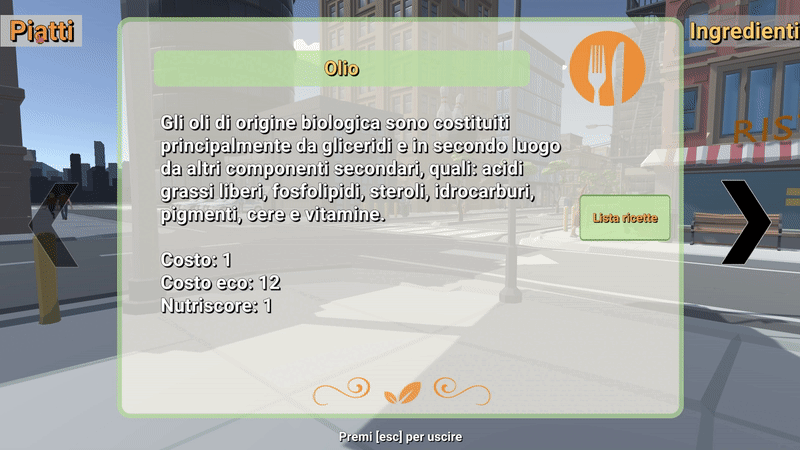 Piatti
Ingredienti
Olio
Gli oli di origine biologica sono costituiti
principalmente da gliceridi e in secondo luogo
da altri componenti secondari, quali: acidi
grassi liberi, fosfolipidi, steroli, idrocarburi,
pigmenti, cere e vitamine.
Costo: 1
Costo eco: 12
Nutriscore: 1
Lista ricette
RIS
Premi [esc] per uscire